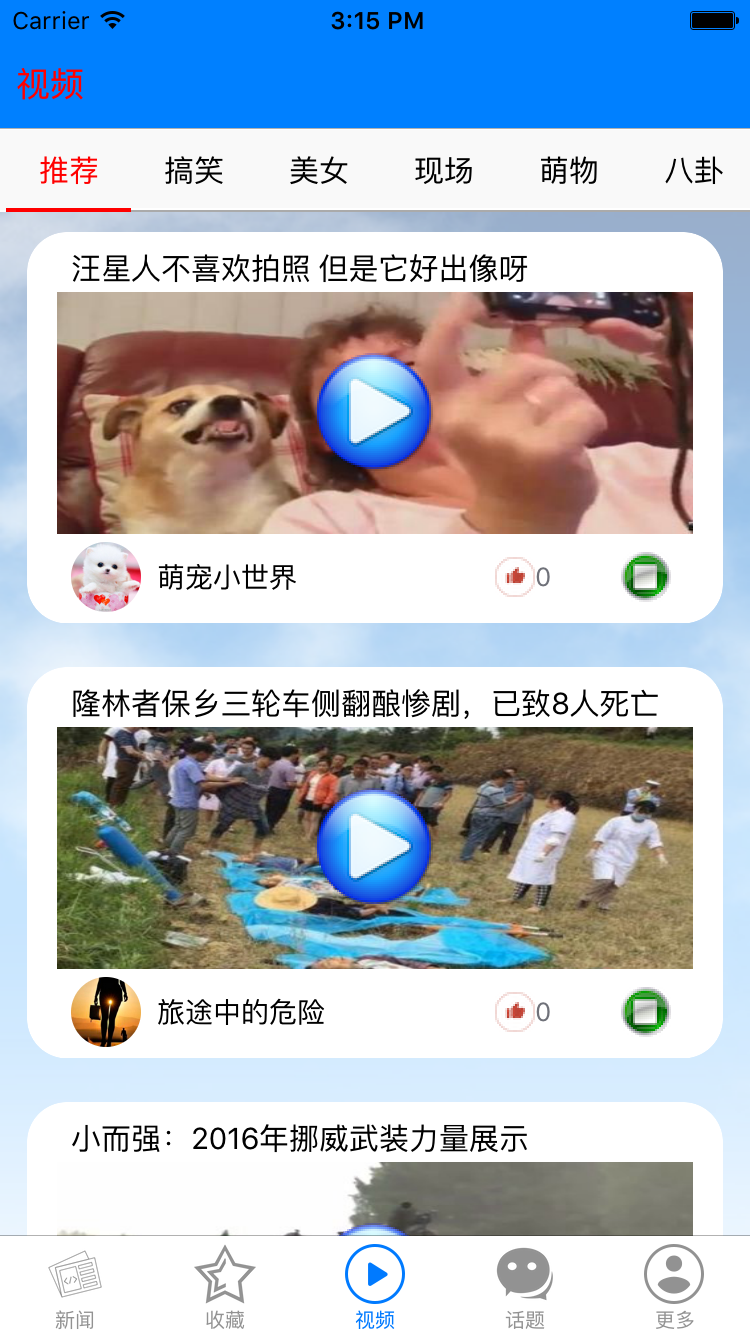 Carrier 3:15 PM
视频
推荐 搞笑 美女 现场 萌物 八卦
汪星人不喜欢拍照 但是它好出像呀
萌宠小世界 0
隆林者保乡三轮车侧翻酿惨剧，已致8人死亡
旅途中的危险 0
小而强：2016年挪威武装力量展示
新闻 收藏 视频 话题 更多